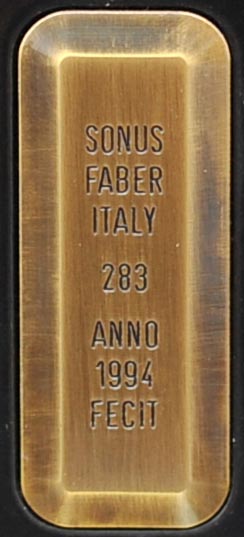 SONUS
FABER
ITALY
283
ANNO
1994
FECIT